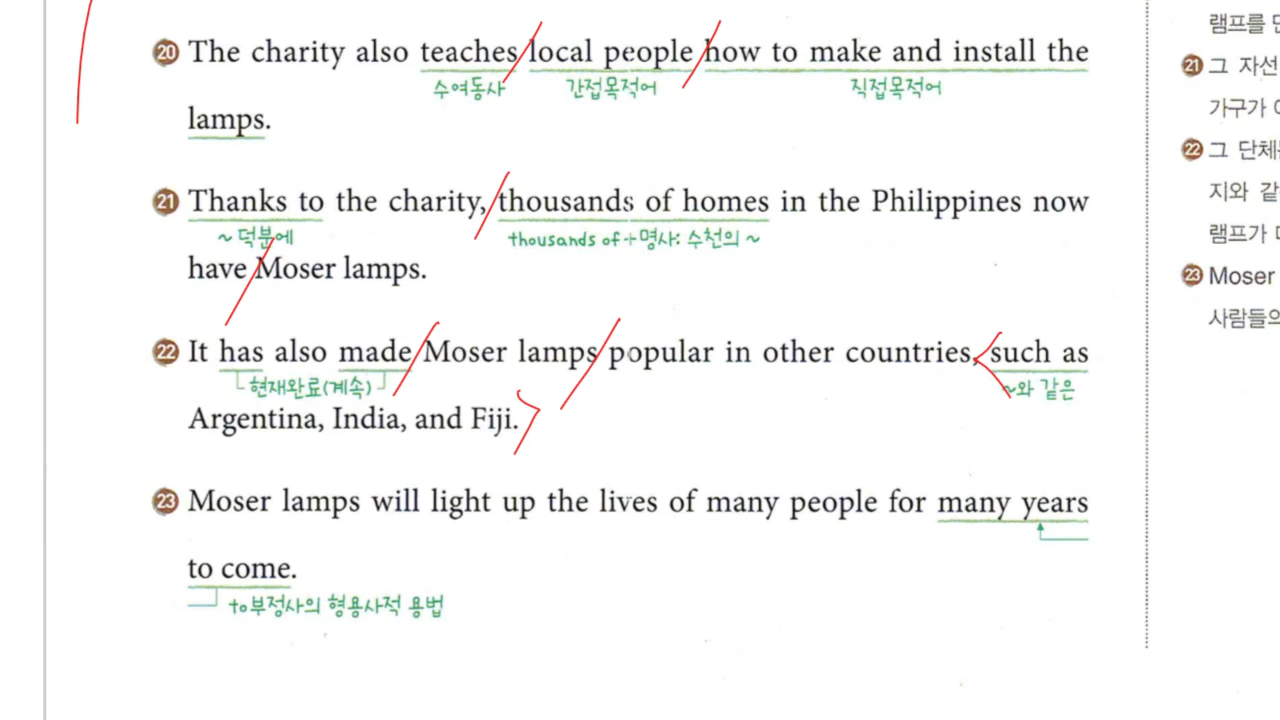 20 The charity also teaches local people how to make and install the
수여동사 간접목적어 직접목적어
lamps.
21 Thanks to the charity, thousands of homes in the Philippines now
~ 덕분에 thousands of+명사: 수천의 ~
have Moser lamps.
22 It has also made Moser lamps popular in other countries, such as
현재완료(계속) ~와 같은
Argentina, India, and Fiji.
23 Moser lamps will light up the lives of many people for many years
to come.
to부정사의 형용사적 용법
램프를
21 그 자선
가구가
22 그 단체
지와 같
램프가
23 Moser
사람들의